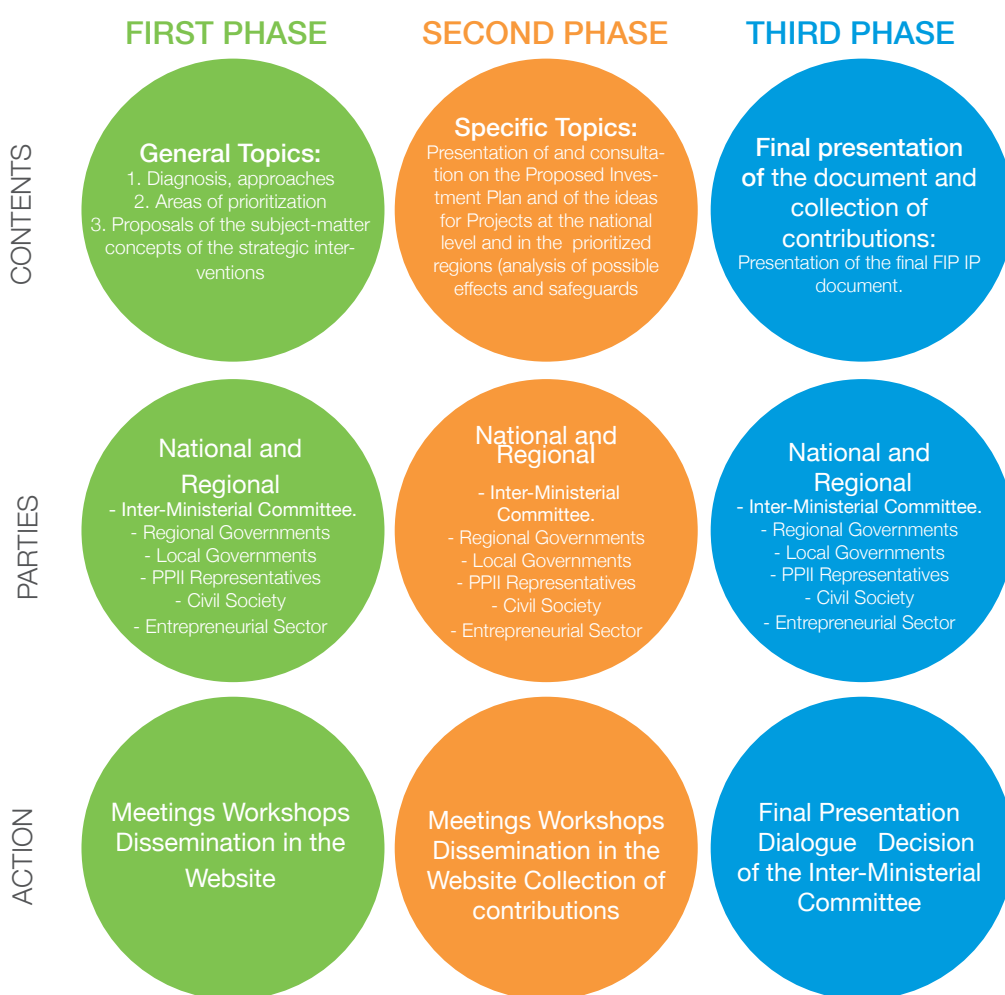 FIRST PHASE
SECOND PHASE
THIRD PHASE
CONTENTS
General Topics:
1. Diagnosis, approaches
2. Areas of prioritization
3. Proposals of the subject-matter
concepts of the strategic inter-
ventions
Specific Topics:
Presentation of and consulta-
tion on the Proposed Inves-
tment Plan and of the ideas
for Projects at the national
level and in the prioritized
regions (analysis of possible
effects and safeguards
Final presentation
of the document and
collection of
contributions:
Presentation of the final FIP IP
document.
PARTIES
National and
Regional
- Inter-Ministerial Committee.
- Regional Governments
- Local Governments
- PPII Representatives
- Civil Society
- Entrepreneurial Sector
National and
Regional
- Inter-Ministerial
Committee.
- Regional Governments
- Local Governments
- PPII Representatives
- Civil Society
- Entrepreneurial Sector
National and
Regional
- Inter-Ministerial Committee.
- Regional Governments
- Local Governments
- PPII Representatives
- Civil Society
- Entrepreneurial Sector
ACTION
Meetings Workshops
Dissemination in the
Website
Meetings Workshops
Dissemination in the
Website Collection of
contributions
Final Presentation
Dialogue Decision
of the Inter-Ministerial
Committee